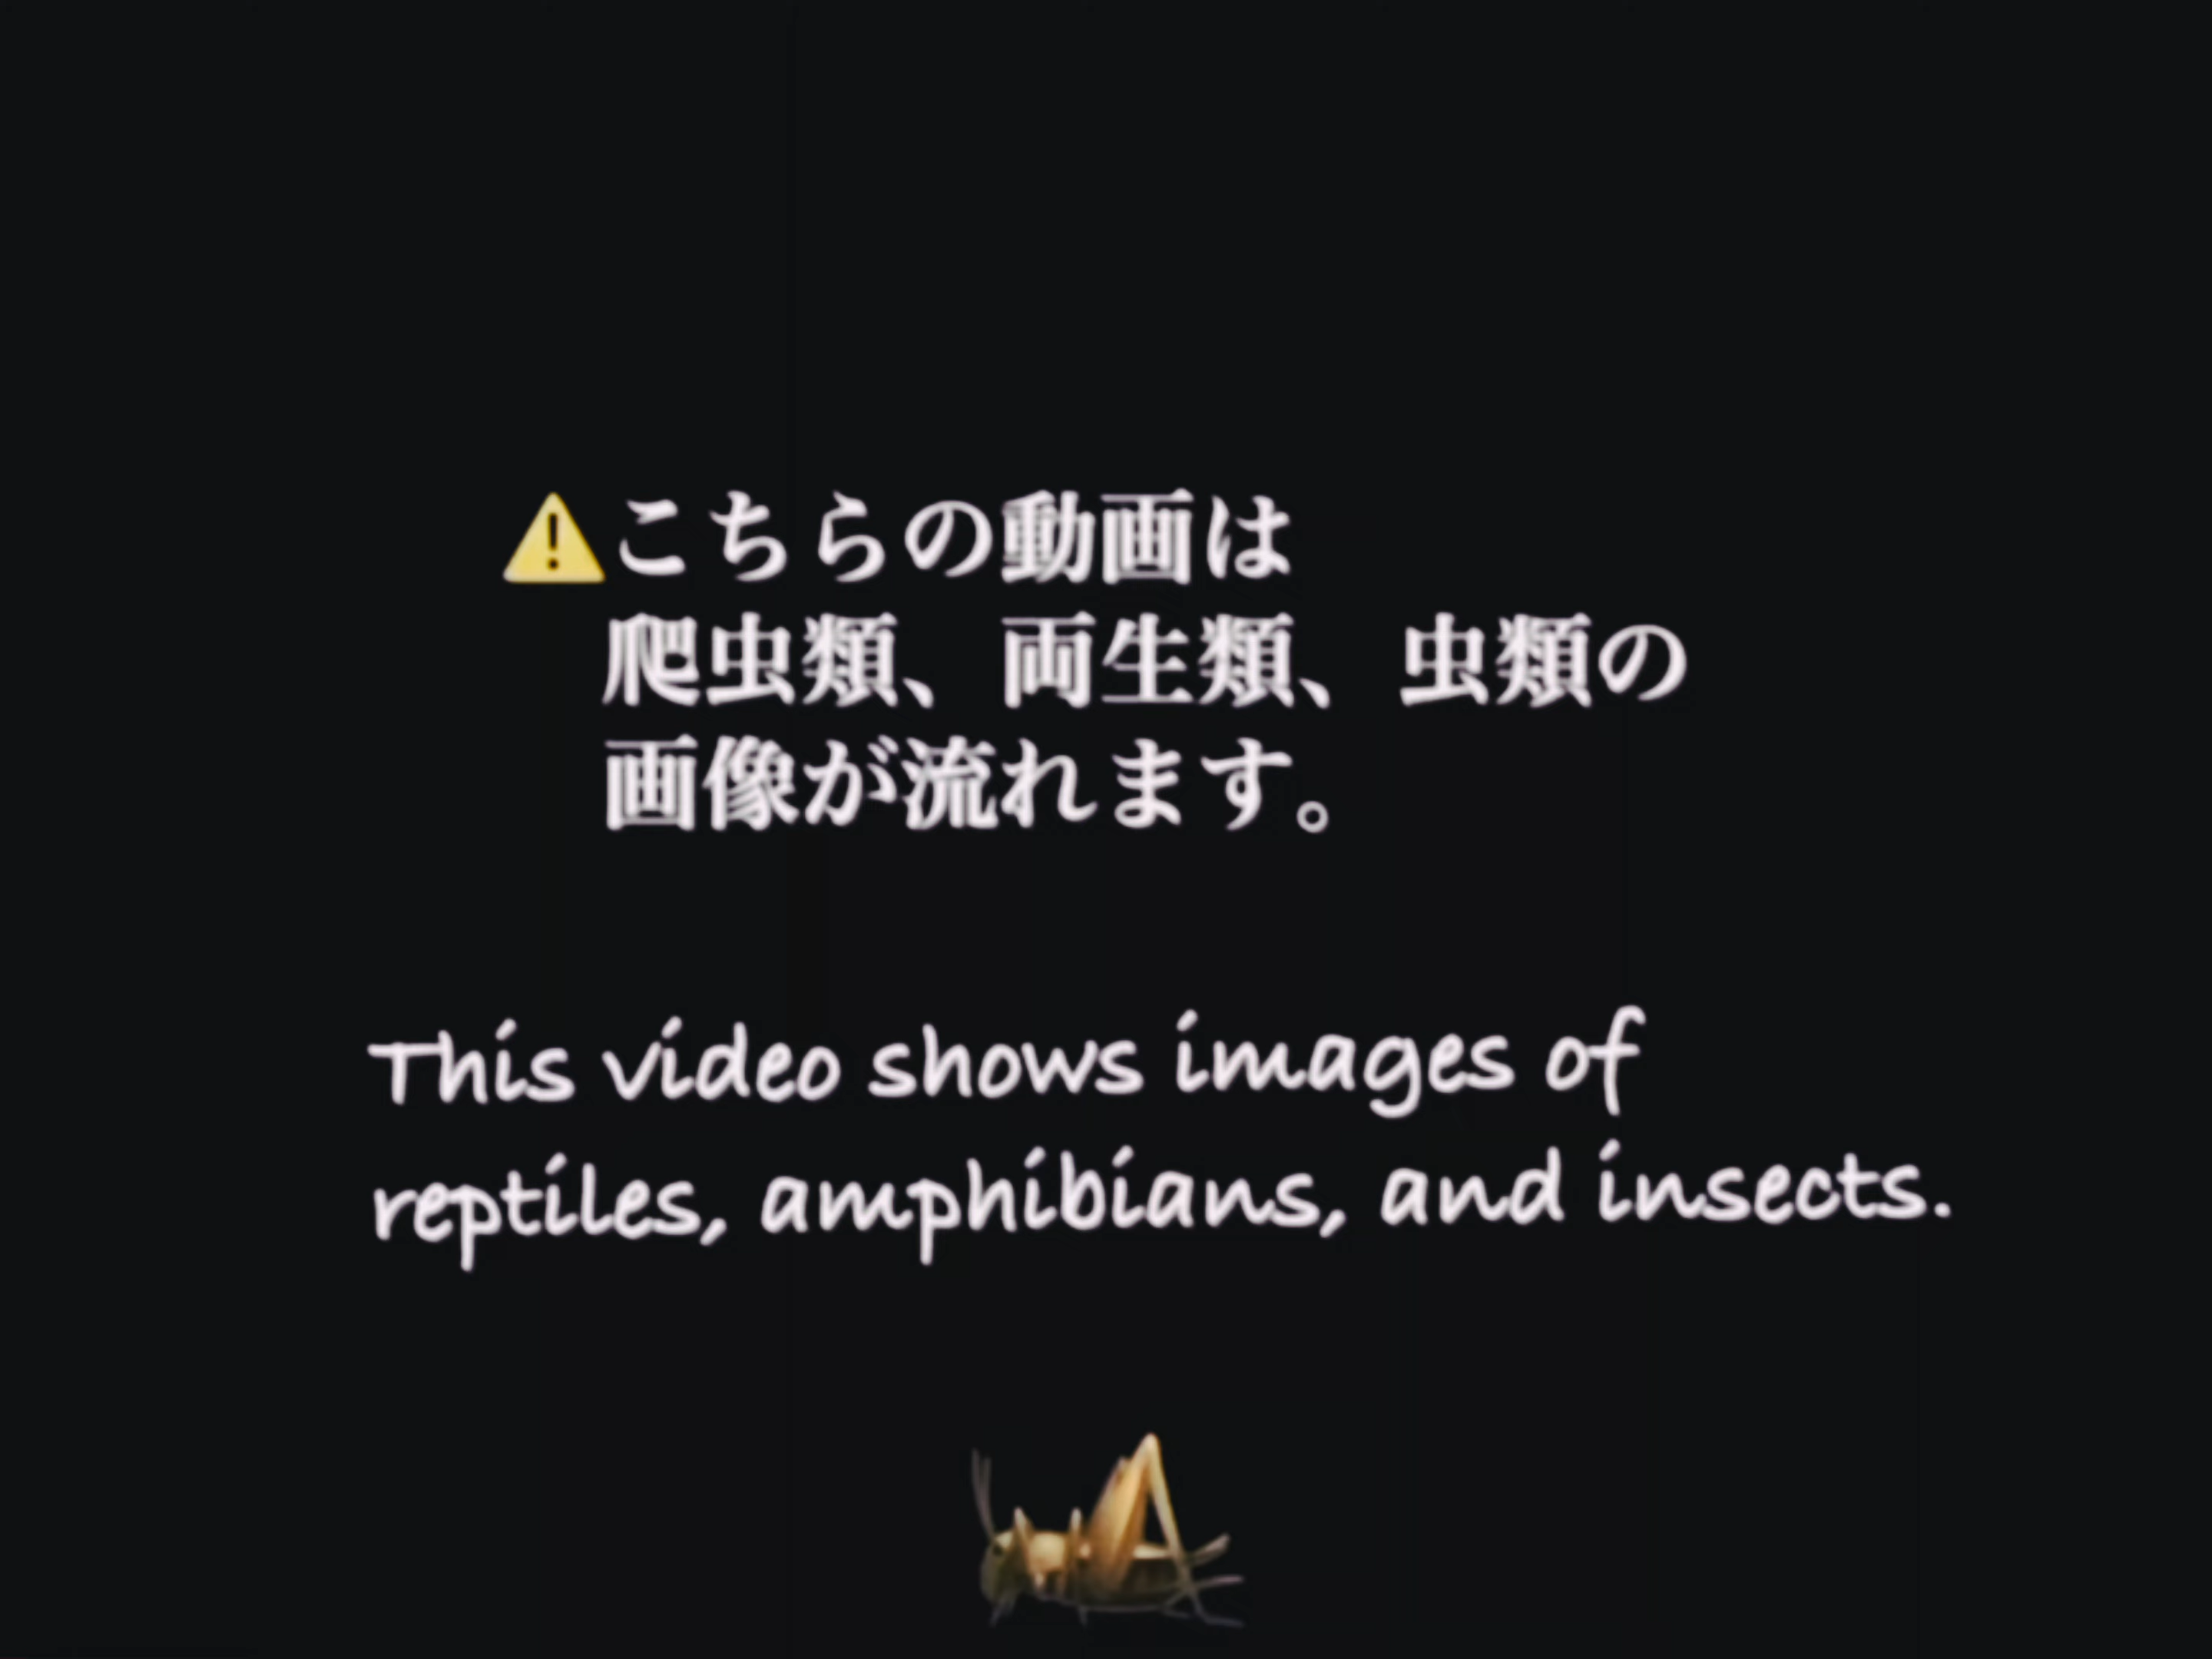 ⚠️こちらの動画は
爬虫類、両生類、虫類の
画像が流れます。
This video shows images of
reptiles, amphibians, and insects.